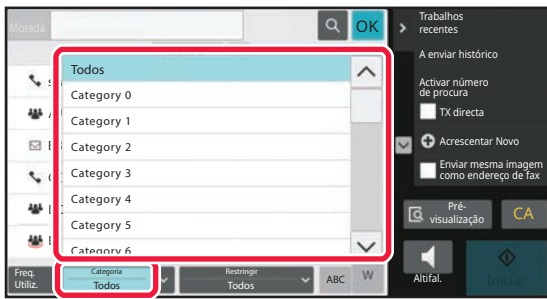 Morada
OK
Todos
Category 0
Category 1
Category 2
Category 3
Category 4
Category 5
Category 6
Freq.
Utiliz.
Categoria
Todos
Restringir
Todos
ABC
W
Trabalhos
recentes
A enviar histórico
Activar número
de procura
TX directa
Acrescentar Novo
Enviar mesma imagem
como endereço de fax
Pré-
visualização
CA
Altifal.
Iniciar